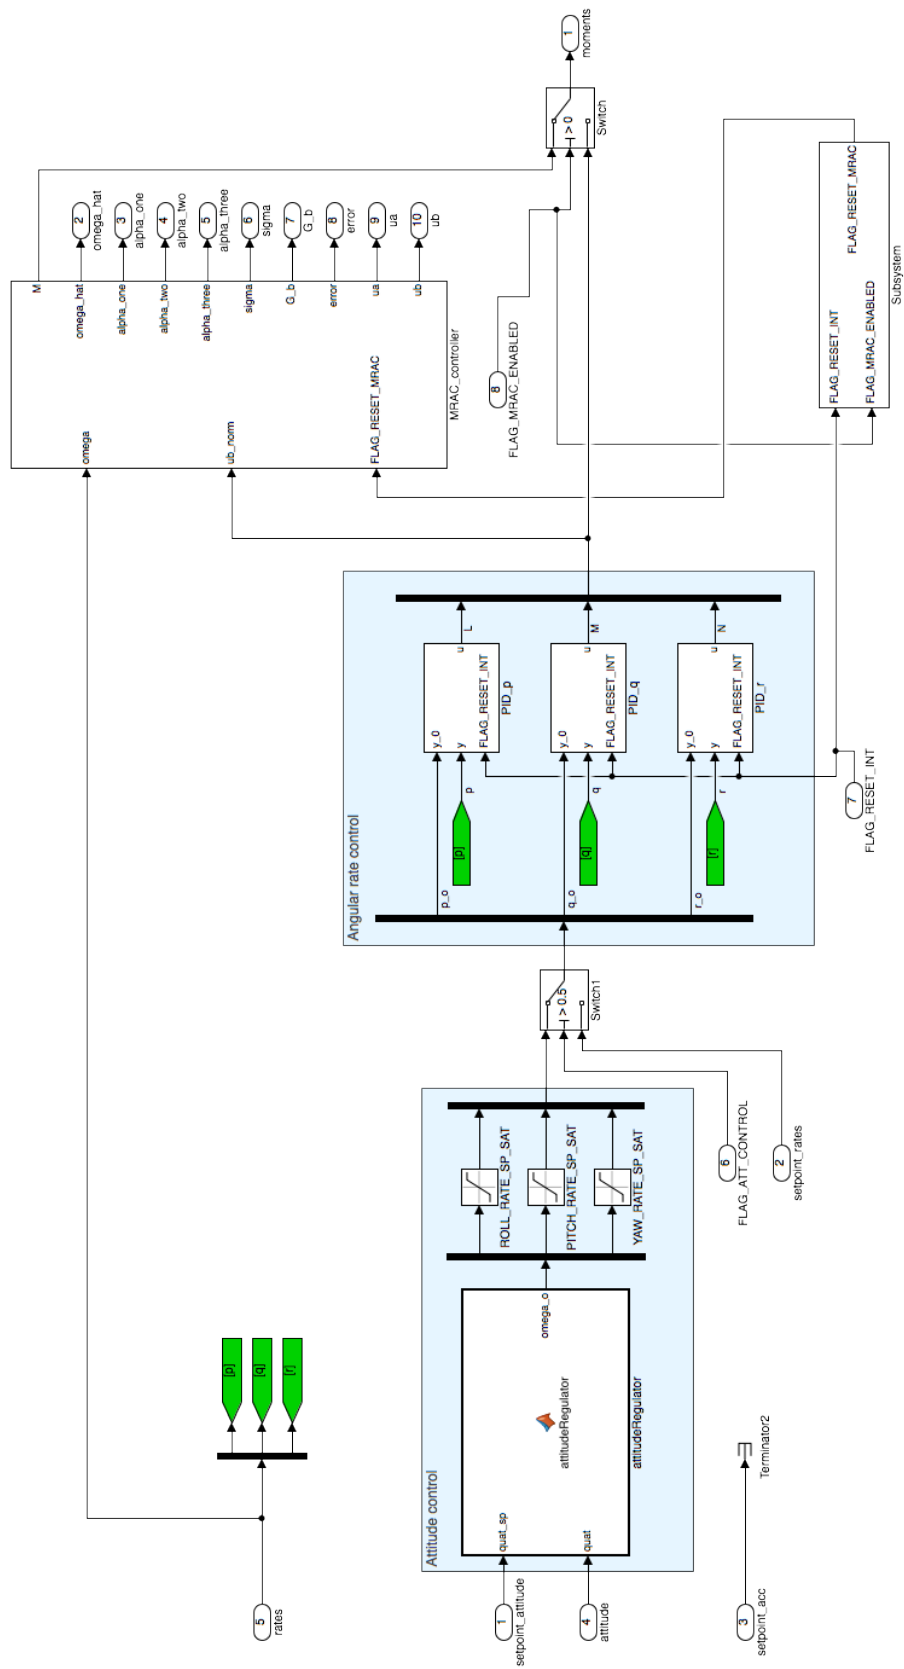 5
rates
[p]
[q]
[r]
Attitude control
1
setpoint_attitude
4
attitude
quat_sp
quat
attitudeRegulator
omega_o
attitudeRegulator
ROLL_RATE_SP_SAT
PITCH_RATE_SP_SAT
YAW_RATE_SP_SAT
3
setpoint_acc
Terminator2
6
FLAG_ATT_CONTROL
2
setpoint_rates
> 0.5
Switch1
Angular rate control
p_o
q_o
r_o
[p]
p
[q]
q
[r]
r
y_0
y
FLAG_RESET_INT
u
PID_p
L
y_0
y
FLAG_RESET_INT
u
PID_q
M
y_0
y
FLAG_RESET_INT
u
PID_r
N
7
FLAG_RESET_INT
omega
ub_norm
FLAG_RESET_MRAC
M
omega_hat
alpha_one
alpha_two
alpha_three
sigma
G_b
error
ua
ub
MRAC_controller
2
omega_hat
3
alpha_one
4
alpha_two
5
alpha_three
6
sigma
7
G_b
8
error
9
ua
10
ub
8
FLAG_MRAC_ENABLED
FLAG_RESET_INT
FLAG_MRAC_ENABLED
FLAG_RESET_MRAC
Subsystem
> 0
Switch
1
moments